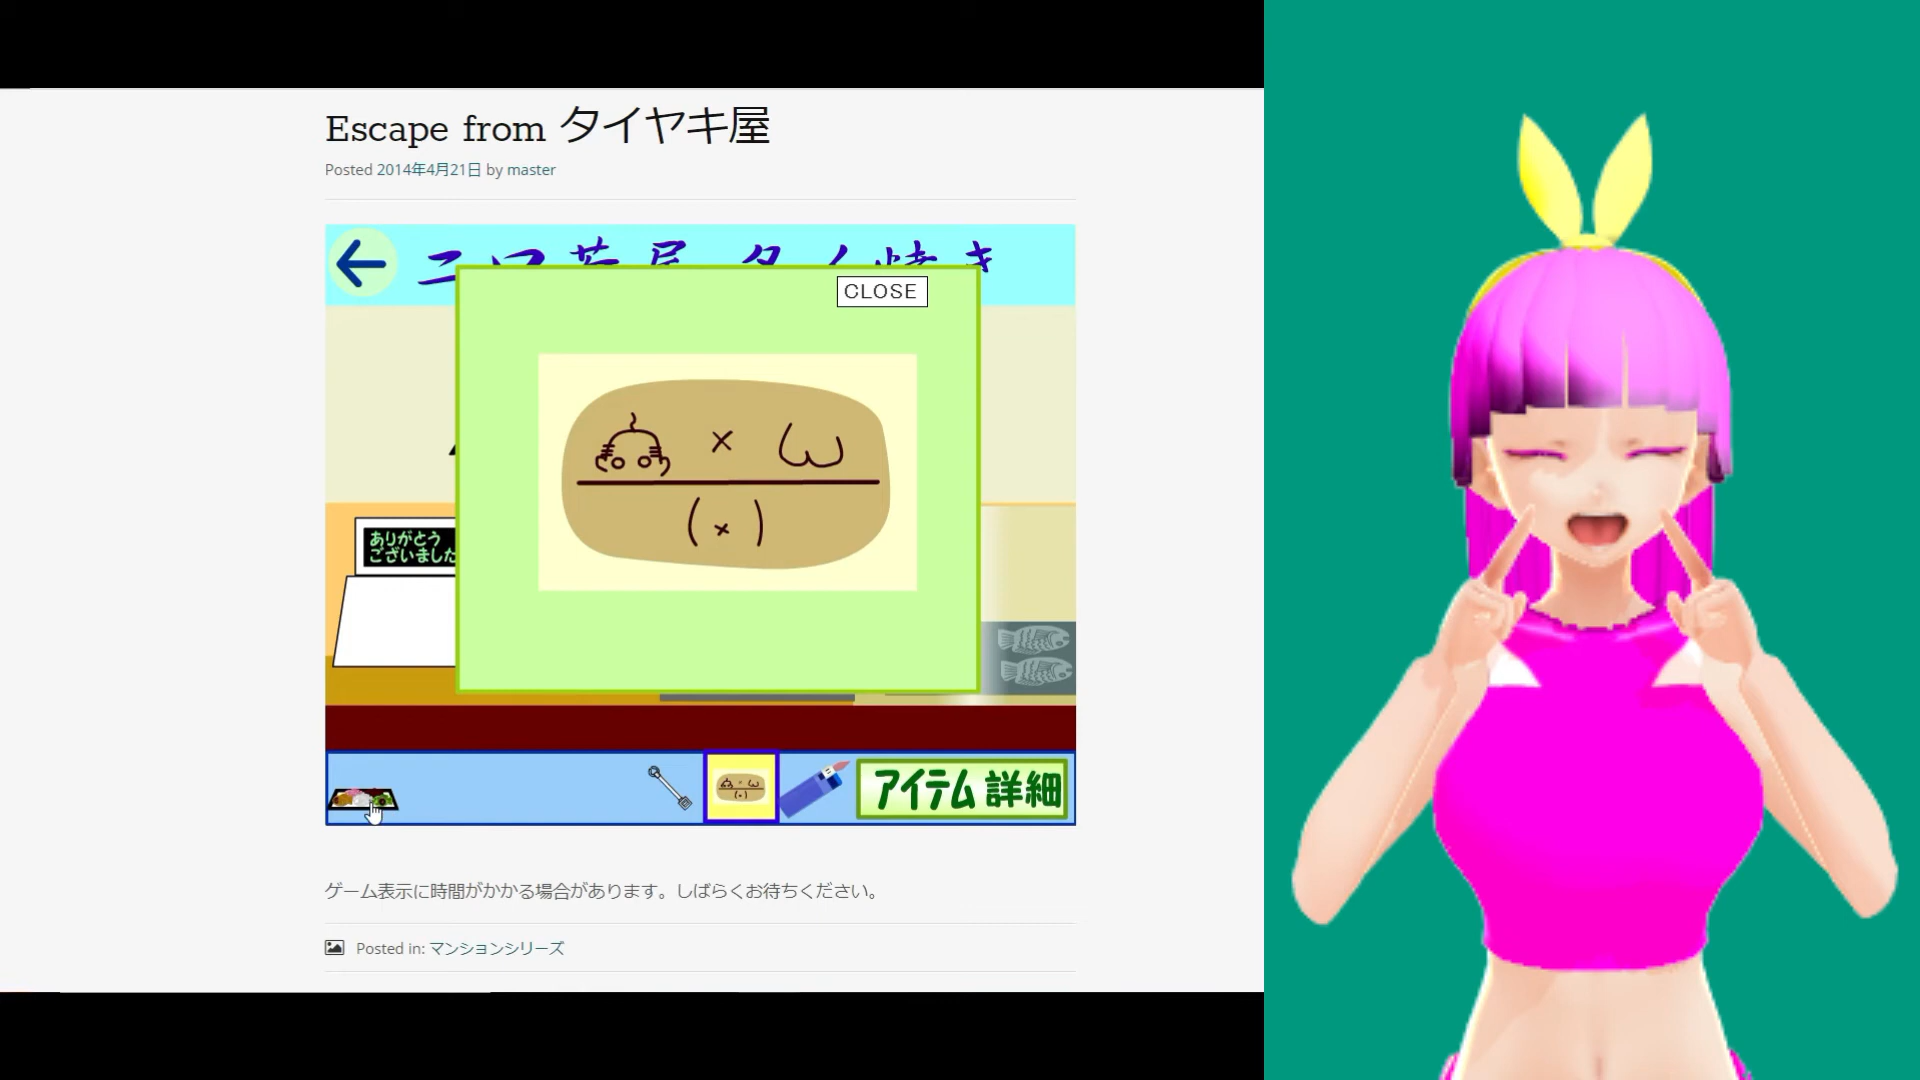 Escape from タイヤキ屋
Posted 2014年4月21日 by master
CLOSE
×
ω
(×)
ありがとう
ございました
アイテム詳細
ゲーム表示に時間がかかる場合があります。しばらくお待ちください。
Posted in: マンションシリーズ